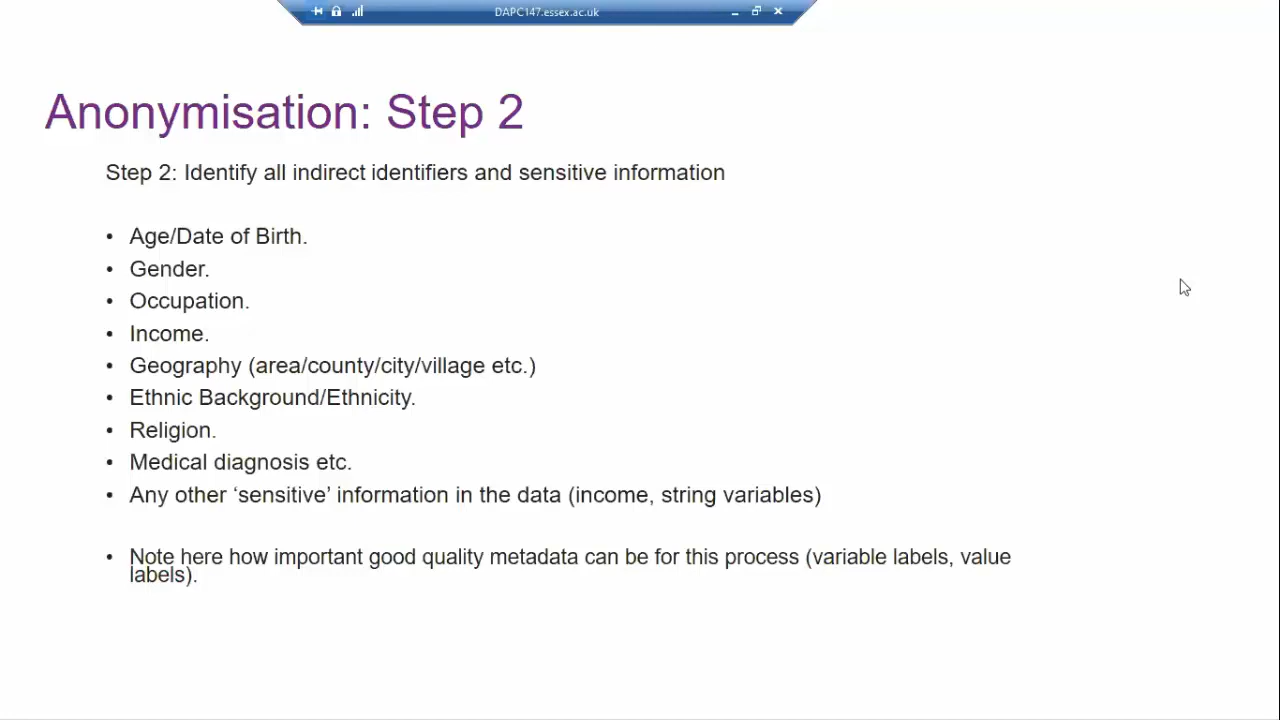 DAPC147.essex.ac.uk
Anonymisation: Step 2
Step 2: Identify all indirect identifiers and sensitive information
• Age/Date of Birth.
• Gender.
• Occupation.
• Income.
• Geography (area/county/city/village etc.)
• Ethnic Background/Ethnicity.
• Religion.
• Medical diagnosis etc.
• Any other ‘sensitive’ information in the data (income, string variables)
• Note here how important good quality metadata can be for this process (variable labels, value
labels).